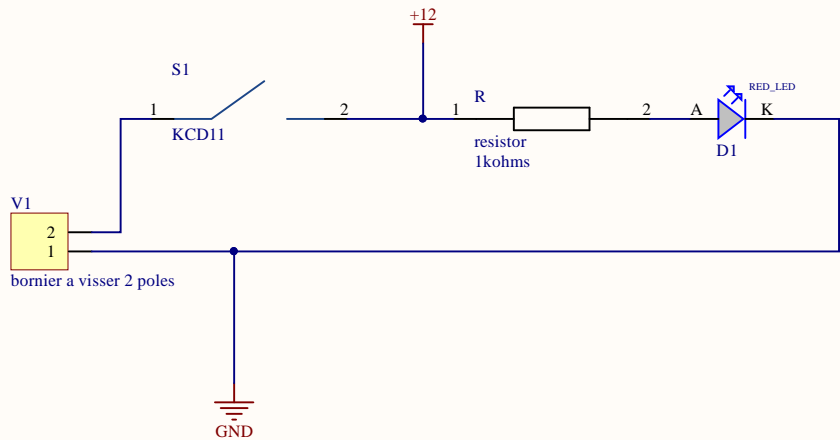 +12
S1
1
2
KCD11
R
1
2
resistor
1kohms
RED_LED
A
K
D1
V1
2
1
bornier a visser 2 poles
GND